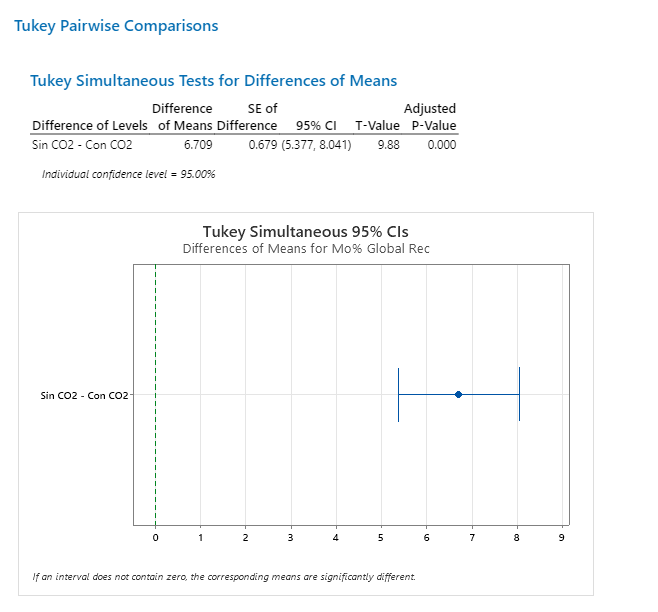 Tukey Pairwise Comparisons
Tukey Simultaneous Tests for Differences of Means
Difference SE of Adjusted
Difference of Levels of Means Difference 95% CI T-Value P-Value
Sin CO2 - Con CO2 6.709 0.679 (5.377, 8.041) 9.88 0.000
Individual confidence level = 95.00%
Tukey Simultaneous 95% CIs
Differences of Means for Mo% Global Rec
Sin CO2 - Con CO2
0 1 2 3 4 5 6 7 8 9
If an interval does not contain zero, the corresponding means are significantly different.